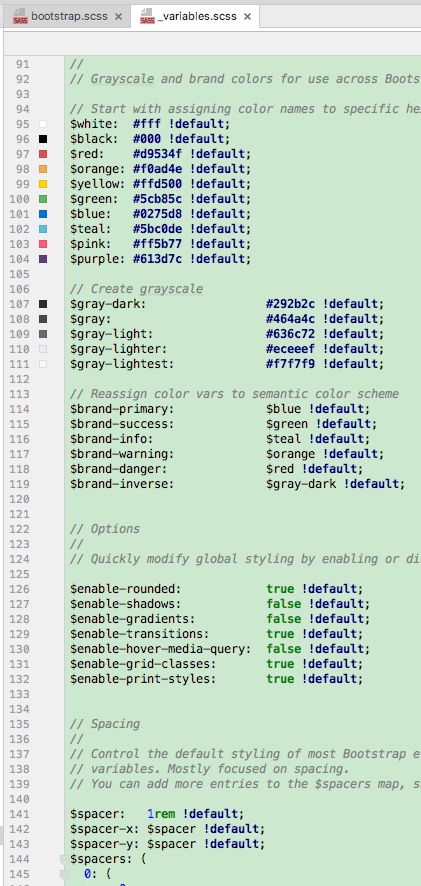 bootstrap.scss
_variables.scss
91 //
92 // Grayscale and brand colors for use across Boots
93
94 // Start with assigning color names to specific he
95 $white: #fff !default;
96 $black: #000 !default;
97 $red: #d9534f !default;
98 $orange: #f0ad4e !default;
99 $yellow: #ffd500 !default;
100 $green: #5cb85c !default;
101 $blue: #0275d8 !default;
102 $teal: #5bc0de !default;
103 $pink: #ff5b77 !default;
104 $purple: #613d7c !default;
105
106 // Create grayscale
107 $gray-dark: #292b2c !default;
108 $gray: #464a4c !default;
109 $gray-light: #636c72 !default;
110 $gray-lighter: #eceeef !default;
111 $gray-lightest: #f7f7f9 !default;
112
113 // Reassign color vars to semantic color scheme
114 $brand-primary: $blue !default;
115 $brand-success: $green !default;
116 $brand-info: $teal !default;
117 $brand-warning: $orange !default;
118 $brand-danger: $red !default;
119 $brand-inverse: $gray-dark !default;
120
121
122 // Options
123 //
124 // Quickly modify global styling by enabling or di
125
126 $enable-rounded: true !default;
127 $enable-shadows: false !default;
128 $enable-gradients: false !default;
129 $enable-transitions: true !default;
130 $enable-hover-media-query: false !default;
131 $enable-grid-classes: true !default;
132 $enable-print-styles: true !default;
133
134
135 // Spacing
136 //
137 // Control the default styling of most Bootstrap e
138 // variables. Mostly focused on spacing.
139 // You can add more entries to the $spacers map, s
140
141 $spacer: 1rem !default;
142 $spacer-x: $spacer !default;
143 $spacer-y: $spacer !default;
144 $spacers: (
145 0: (